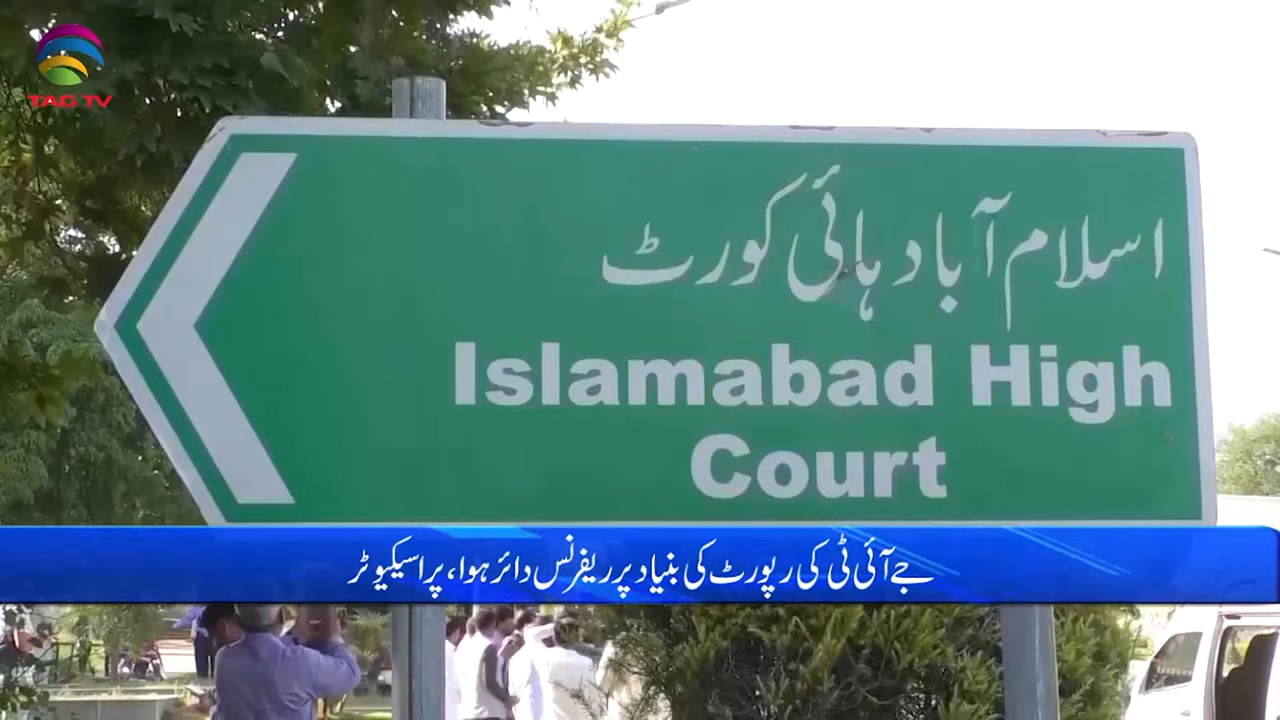 TAG TV
اسلام آباد ہائی کورٹ
Islamabad High
Court
جے آئی ٹی کی رپورٹ کی بنیاد پر ریفرنس دائر ہوا، پراسیکیوٹر